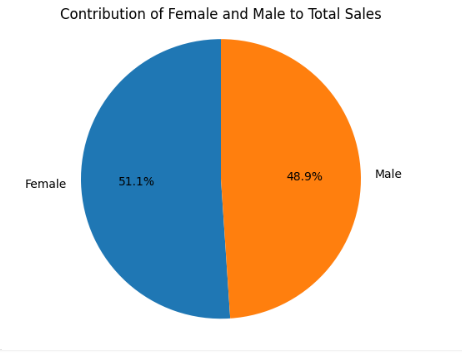 Contribution of Female and Male to Total Sales
48.9%
Male
51.1%
Female